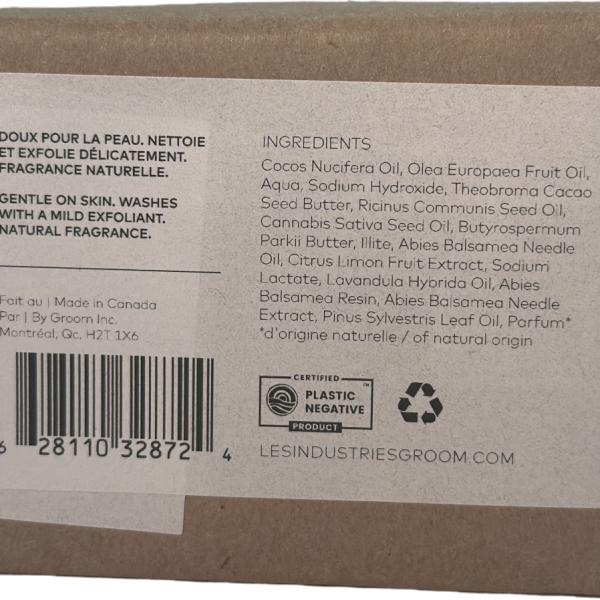 DOUX POUR LA PEAU. NETTOIE
ET EXFOLIE DÉLICATEMENT.
FRAGRANCE NATURELLE.
GENTLE ON SKIN. WASHES
WITH A MILD EXFOLIANT.
NATURAL FRAGRANCE.
Fait au | Made in Canada
Par | By Groom Inc.
Montréal, Qc, H2T 1X6
6 28110 32872 4
INGREDIENTS
Cocos Nucifera Oil, Olea Europaea Fruit Oil,
Aqua, Sodium Hydroxide, Theobroma Cacao
Seed Butter, Ricinus Communis Seed Oil,
Cannabis Sativa Seed Oil, Butyrospermum
Parkii Butter, Illite, Abies Balsamea Needle
Oil, Citrus Limon Fruit Extract, Sodium
Lactate, Lavandula Hybrida Oil, Abies
Balsamea Resin, Abies Balsamea Needle
Extract, Pinus Sylvestris Leaf Oil, Parfum*
*d'origine naturelle / of natural origin
CERTIFIED
PLASTIC
NEGATIVE
PRODUCT
™
LESINDUSTRIESGROOM.COM